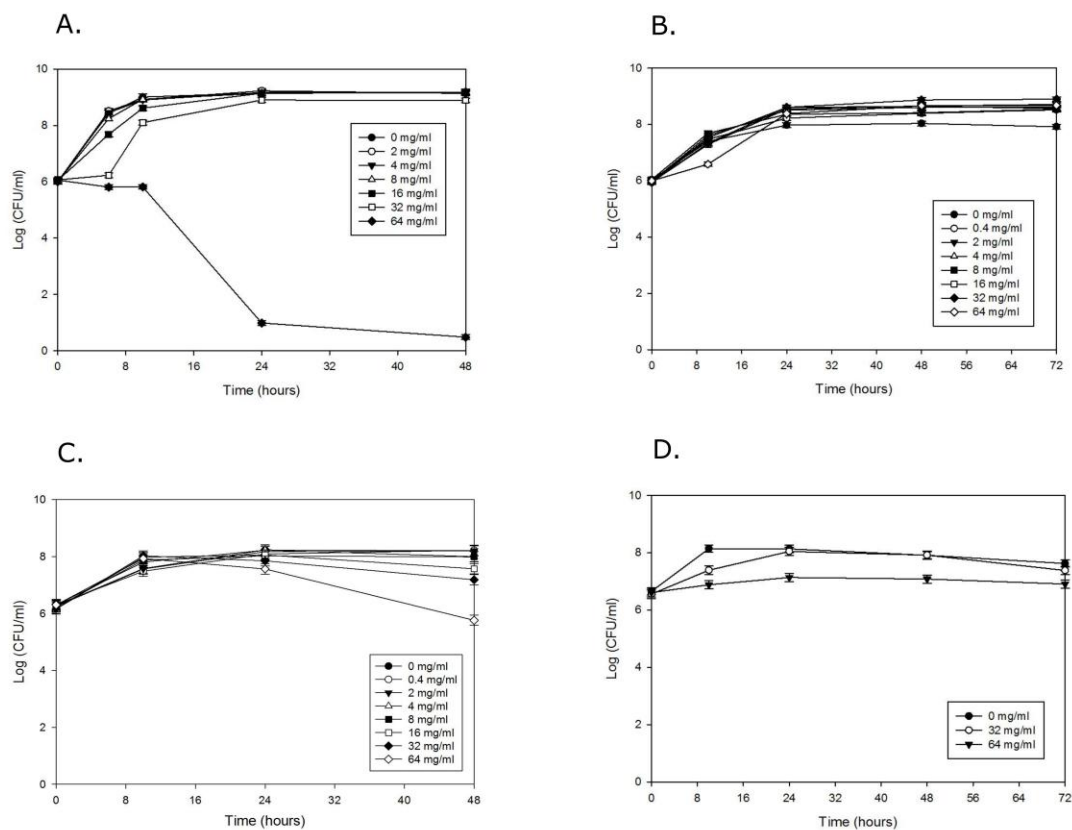 A.
10
8
6
4
2
0
Log (CFU/ml)
0 mg/ml
2 mg/ml
4 mg/ml
8 mg/ml
16 mg/ml
32 mg/ml
64 mg/ml
0 8 16 24 32 40 48
Time (hours)
B.
10
8
6
4
2
0
Log (CFU/ml)
0 mg/ml
0.4 mg/ml
2 mg/ml
4 mg/ml
8 mg/ml
16 mg/ml
32 mg/ml
64 mg/ml
0 8 16 24 32 40 48 56 64 72
Time (hours)
C.
10
8
6
4
2
0
Log (CFU/ml)
0 mg/ml
0.4 mg/ml
2 mg/ml
4 mg/ml
8 mg/ml
16 mg/ml
32 mg/ml
64 mg/ml
0 8 16 24 32 40 48
Time (hours)
D.
10
8
6
4
2
0
Log (CFU/ml)
0 mg/ml
32 mg/ml
64 mg/ml
0 8 16 24 32 40 48 56 64 72
Time (hours)